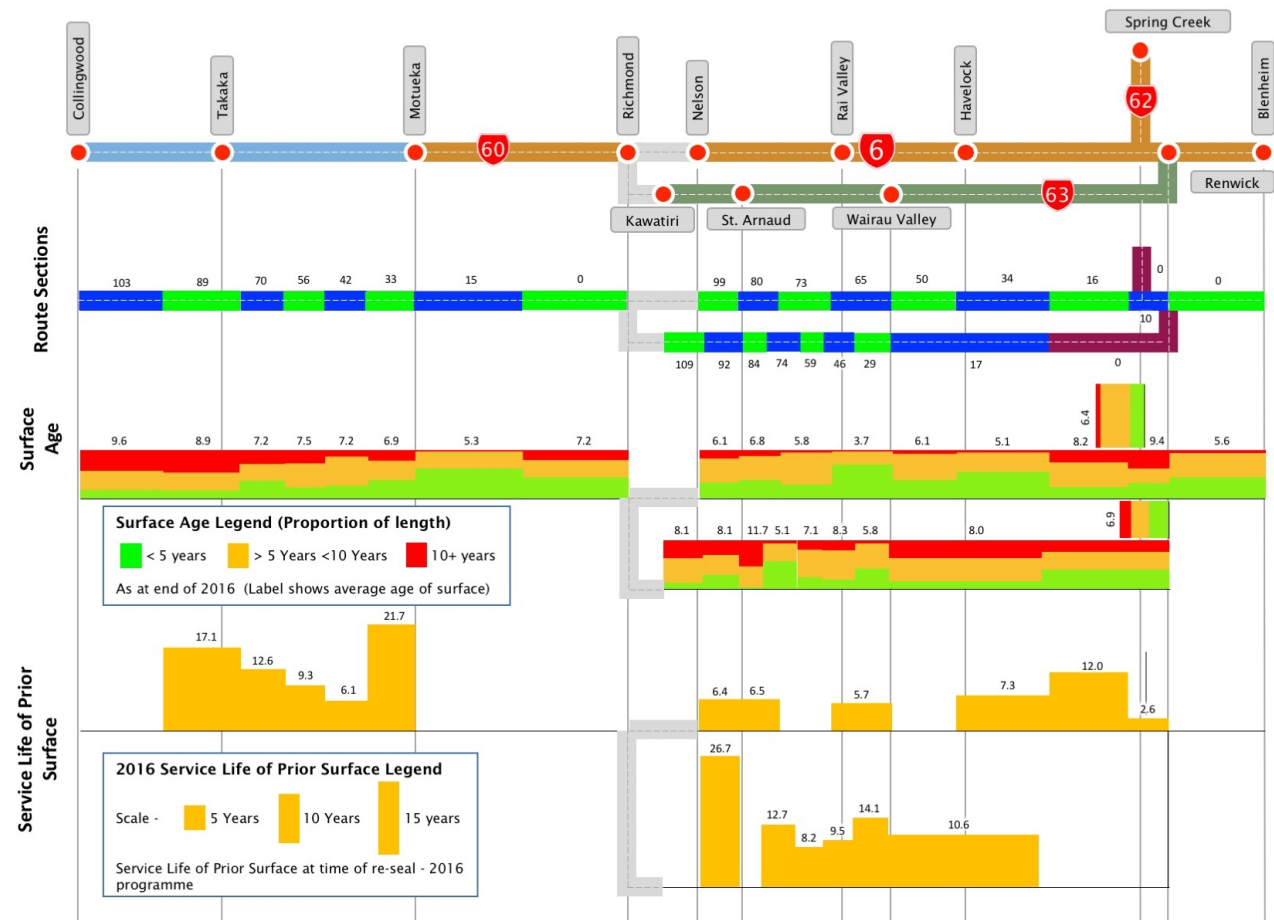 Spring Creek
Collingwood
Takaka
Motueka
Richmond
Nelson
Rai Valley
Havelock
Blenheim
62
60
6
Renwick
63
Kawatiri
St. Arnaud
Wairau Valley
Route Sections
103 89 70 56 42 33 15 0 99 80 73 65 50 34 16 0 0
10
109 92 84 74 59 46 29 17 0
Surface
Age
6.4
9.6 8.9 7.2 7.5 7.2 6.9 5.3 7.2 6.1 6.8 5.8 3.7 6.1 5.1 8.2 9.4 5.6
6.9
8.1 8.1 11.7 5.1 7.1 8.3 5.8 8.0
Surface Age Legend (Proportion of length)
< 5 years > 5 Years <10 Years 10+ years
As at end of 2016 (Label shows average age of surface)
Service Life of Prior
Surface
17.1 12.6 9.3 6.1 21.7 6.4 6.5 5.7 7.3 12.0 2.6
2016 Service Life of Prior Surface Legend
Scale - 5 Years 10 Years 15 years
Service Life of Prior Surface at time of re-seal - 2016
programme
26.7 12.7 8.2 9.5 14.1 10.6